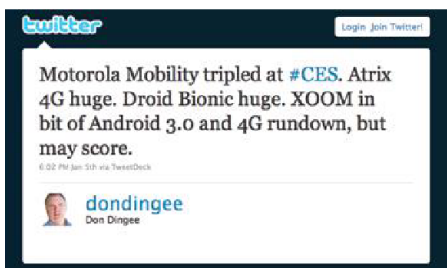 twitter
Login Join Twitter!
Motorola Mobility tripled at #CES. Atrix
4G huge. Droid Bionic huge. XOOM in
bit of Android 3.0 and 4G rundown, but
may score.
6:02 PM Jan 5th via TweetDeck
dondingee
Don Dingee